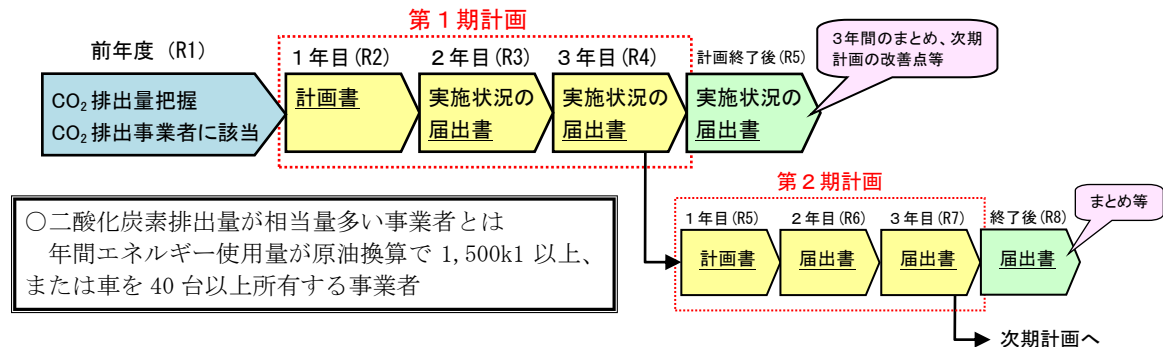 第１期計画
前年度（R1）
１年目(R2)
２年目(R3)
３年目(R4)
計画終了後(R5)
３年間のまとめ、次期
計画の改善点等
CO₂排出量把握
CO₂排出事業者に該当
計画書
実施状況の
届出書
実施状況の
届出書
実施状況の
届出書
第２期計画
○二酸化炭素排出量が相当量多い事業者とは
年間エネルギー使用量が原油換算で 1,500kl 以上、
または車を 40 台以上所有する事業者
１年目(R5)
２年目(R6)
３年目(R7)
終了後(R8)
まとめ等
計画書
届出書
届出書
届出書
次期計画へ